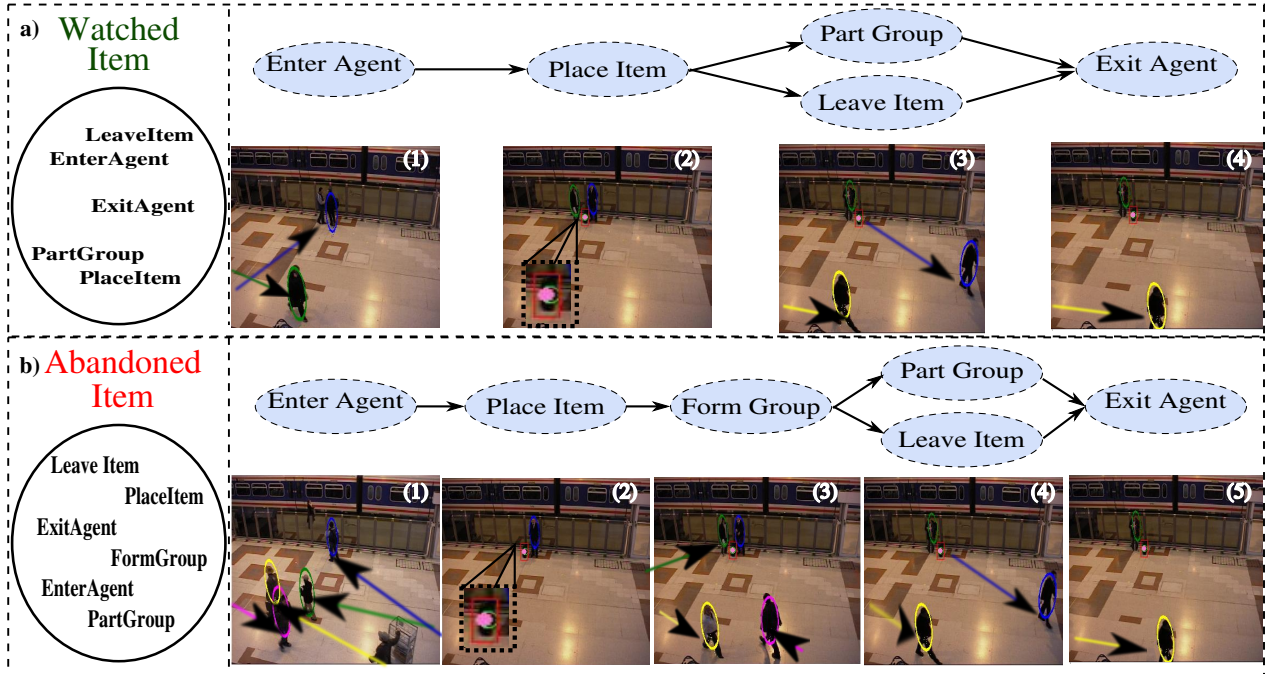 a) Watched
Item
LeaveItem
EnterAgent
ExitAgent
PartGroup
PlaceItem
Enter Agent
Place Item
Part Group
Leave Item
Exit Agent
(1)
(2)
(3)
(4)
b) Abandoned
Item
Leave Item
PlaceItem
ExitAgent
FormGroup
EnterAgent
PartGroup
Enter Agent
Place Item
Form Group
Part Group
Leave Item
Exit Agent
(1)
(2)
(3)
(4)
(5)